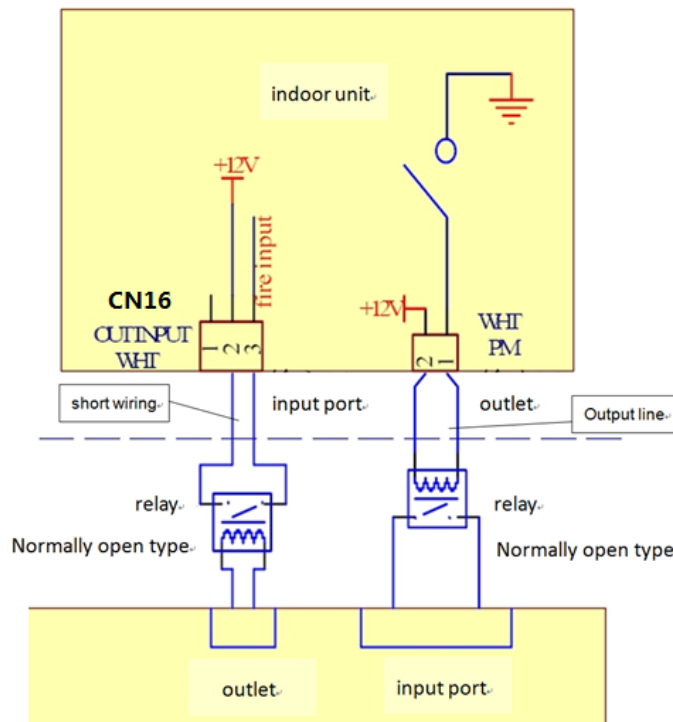 indoor unit
+12V
fire input
CN16
OUTINPUT
WHT
1
2
3
+12V
2
1
WHT
PM
short wiring
input port
outlet
Output line
relay
Normally open type
relay
Normally open type
outlet
input port